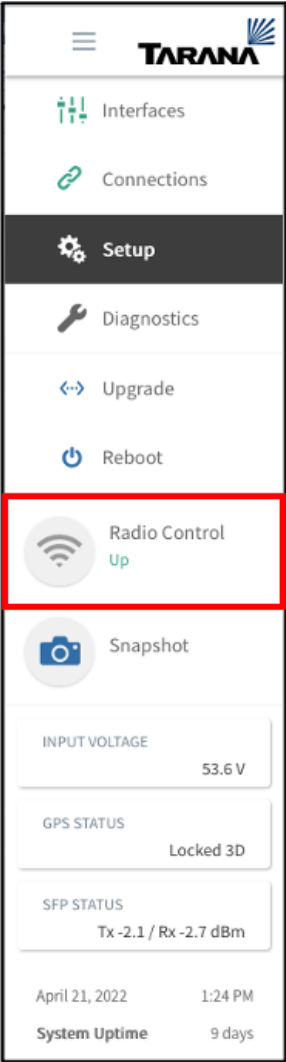 TARANA
Interfaces
Connections
Setup
Diagnostics
Upgrade
Reboot
Radio Control
Up
Snapshot
INPUT VOLTAGE
53.6 V
GPS STATUS
Locked 3D
SFP STATUS
Tx -2.1 / Rx -2.7 dBm
April 21, 2022 1:24 PM
System Uptime 9 days